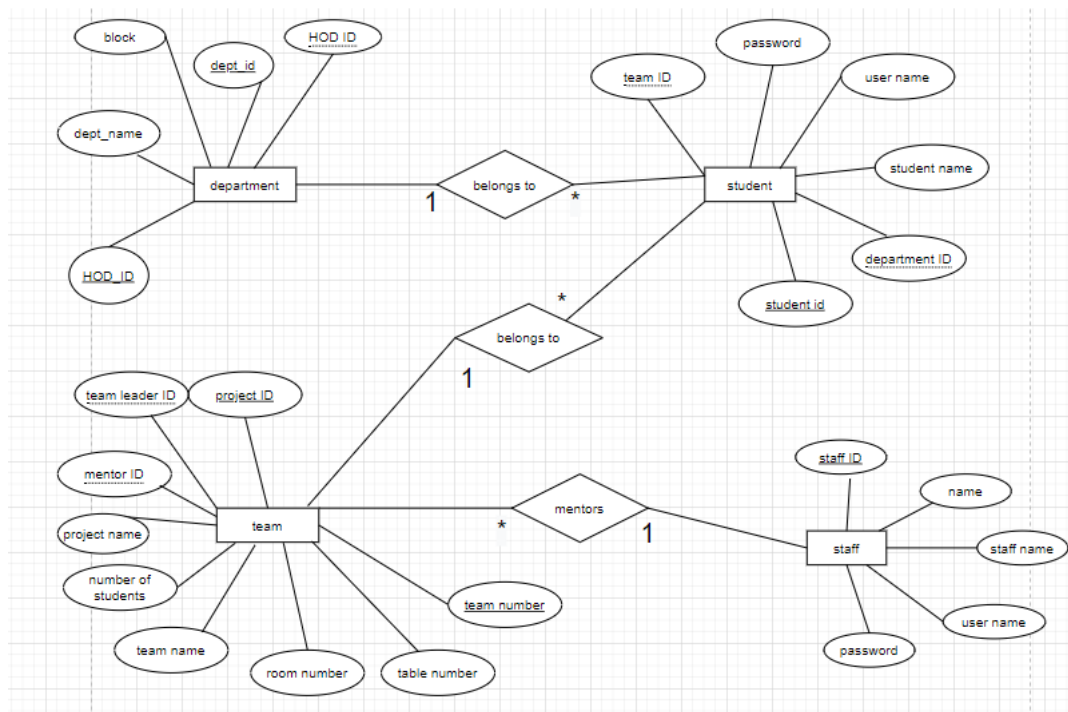 block
HOD ID
dept_id
dept_name
department
HOD_ID
belongs to
1
*
password
team ID
user name
student name
student
department ID
student id
*
belongs to
1
team leader ID
project ID
mentor ID
project name
team
number of
students
team name
room number
table number
team number
mentors
*
1
staff ID
name
staff
staff name
user name
password